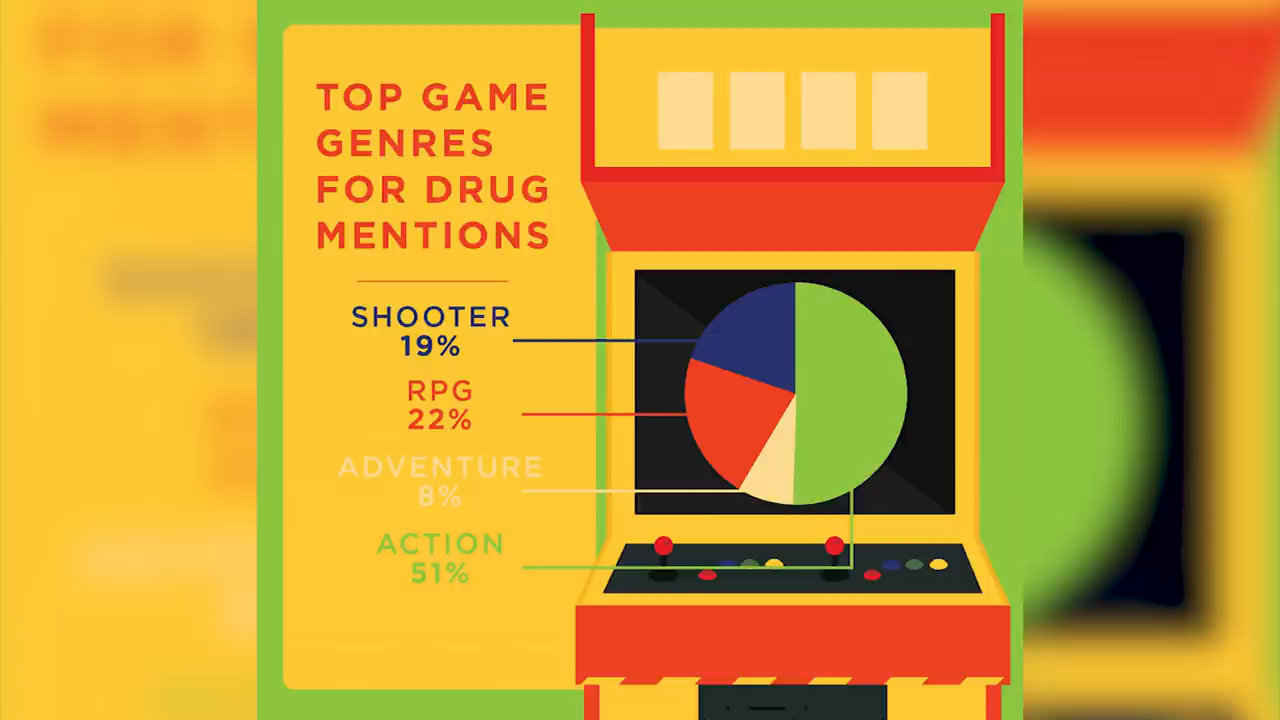 TOP GAME
GENRES
FOR DRUG
MENTIONS
SHOOTER
19%
RPG
22%
ADVENTURE
8%
ACTION
51%